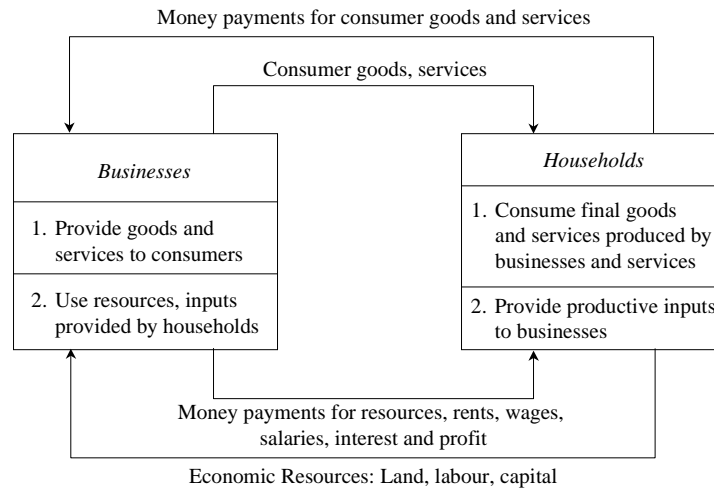 Money payments for consumer goods and services
Consumer goods, services
Businesses
1. Provide goods and
services to consumers
2. Use resources, inputs
provided by households
Households
1. Consume final goods
and services produced by
businesses and services
2. Provide productive inputs
to businesses
Money payments for resources, rents, wages,
salaries, interest and profit
Economic Resources: Land, labour, capital